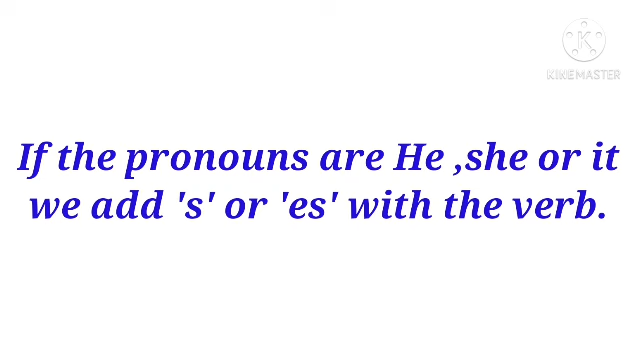 K
KINEMASTER
If the pronouns are He ,she or it
we add 's' or 'es' with the verb.